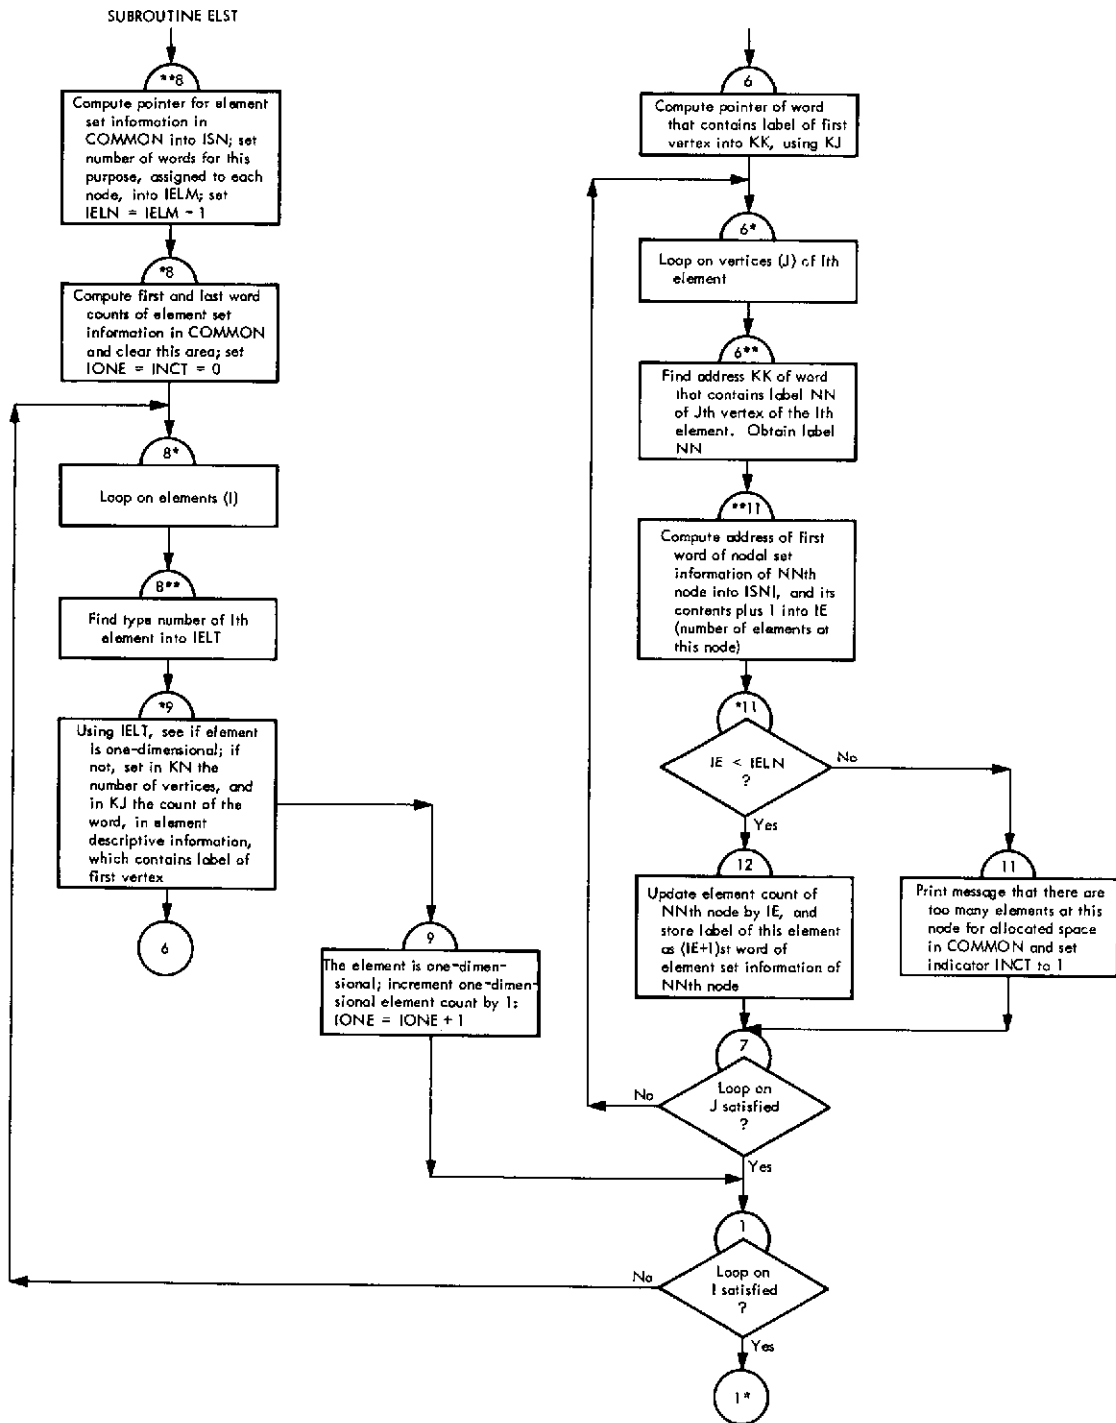 SUBROUTINE ELST
**8
Compute pointer for element
set information in
COMMON into ISN; set
number of words for this
purpose, assigned to each
node, into IELM; set
IELN = IELM - 1
*8
Compute first and last word
counts of element set
information in COMMON
and clear this area; set
IONE = INCT = 0
8*
Loop on elements (I)
8**
Find type number of Ith
element into IELT
*9
Using IELT, see if element
is one-dimensional; if
not, set in KN the
number of vertices, and
in KJ the count of the
word, in element
descriptive information,
which contains label of
first vertex
6
9
The element is one-dimen-
sional; increment one-dimen-
sional element count by 1:
IONE = IONE + 1
6
Compute pointer of word
that contains label of first
vertex into KK, using KJ
6*
Loop on vertices (J) of Ith
element
6**
Find address KK of word
that contains label NN
of Jth vertex of the Ith
element. Obtain label
NN
**11
Compute address of first
word of nodal set
information of NNth
node into ISNI, and its
contents plus 1 into IE
(number of elements at
this node)
*11
IE < IELN
?
No
Yes
12
Update element count of
NNth node by IE, and
store label of this element
as (IE+1)st word of
element set information of
NNth node
11
Print message that there are
too many elements at this
node for allocated space
in COMMON and set
indicator INCT to 1
7
Loop on
J satisfied
?
No
Yes
1
Loop on
I satisfied
?
No
Yes
1*